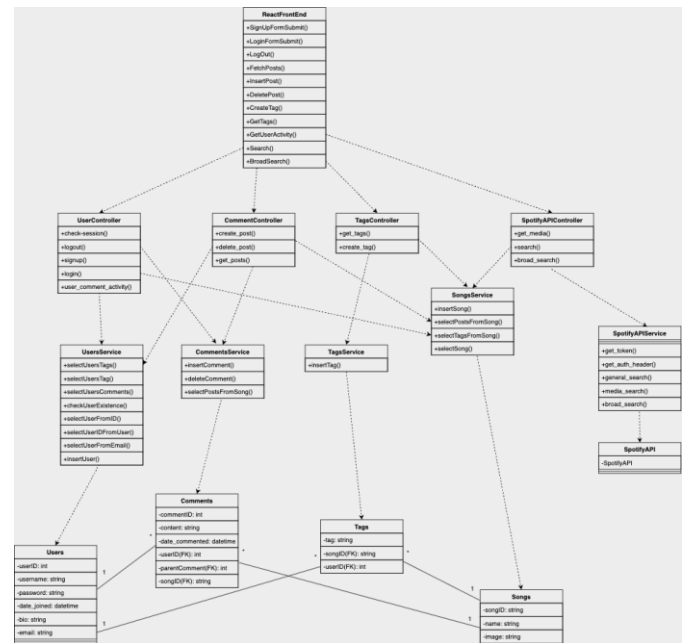 ReactFrontEnd
+SignUpFormSubmit()
+LoginFormSubmit()
+LogOut()
+FetchPosts()
+InsertPost()
+DeletePost()
+CreateTag()
+GetTags()
+GetUserActivity()
+Search()
+BroadSearch()
UserController
+check-session()
+logout()
+signup()
+login()
+user_comment_activity()
CommentController
+create_post()
+delete_post()
+get_posts()
TagsController
+get_tags()
+create_tag()
SpotifyAPIController
+get_media()
+search()
+broad_search()
SongsService
+insertSong()
+selectPostsFromSong()
+selectTagsFromSong()
+selectSong()
SpotifyAPIService
+get_token()
+get_auth_header()
+general_search()
+media_search()
+broad_search()
UsersService
+selectUsersTags()
+selectUsersTag()
+selectUsersComments()
+checkUserExistence()
+selectUserFromID()
+selectUserIDFromUser()
+selectUserFromEmail()
+insertUser()
CommentsService
+insertComment()
+deleteComment()
+selectPostsFromSong()
TagsService
+insertTag()
SpotifyAPI
-SpotifyAPI
Comments
-commentID: int
-content: string
-date_commented: datetime
-userID(FK): int
-parentComment(FK): int
-songID(FK): string
Tags
-tag: string
-songID(FK): string
-userID(FK): int
Users
-userID: int
-username: string
-password: string
-date_joined: datetime
-bio: string
-email: string
Songs
-songID: string
-name: string
-image: string
1
*
1
*
*
1
*
1